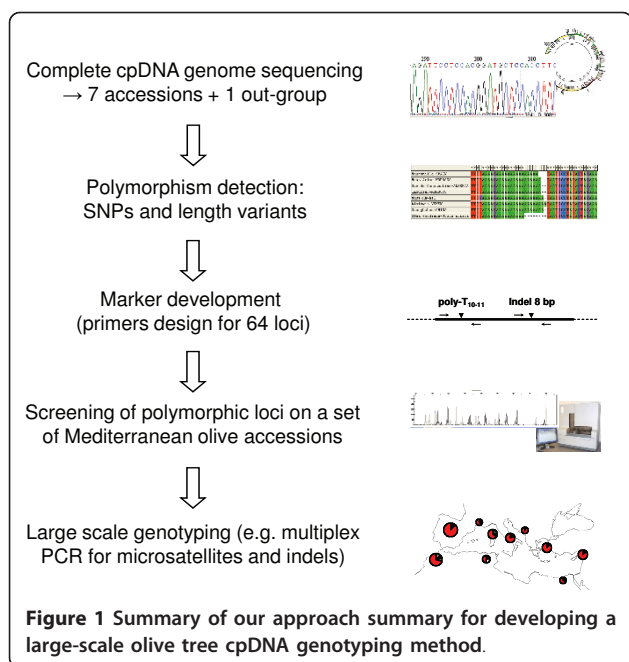 Complete cpDNA genome sequencing
→ 7 accessions + 1 out-group
Polymorphism detection:
SNPs and length variants
Marker development
(primers design for 64 loci)
poly-T10-11 Indel 8 bp
Screening of polymorphic loci on a set
of Mediterranean olive accessions
Large scale genotyping (e.g. multiplex
PCR for microsatellites and indels)
Figure 1 Summary of our approach summary for developing a
large-scale olive tree cpDNA genotyping method.